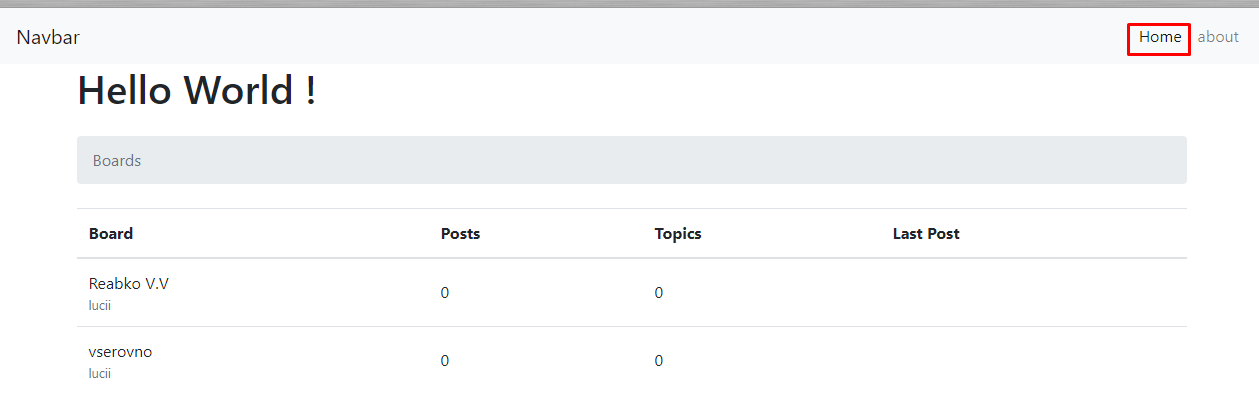 Navbar Home about
Hello World !
Boards
Board Posts Topics Last Post
Reabko V.V 0 0
lucii
vserovno 0 0
lucii